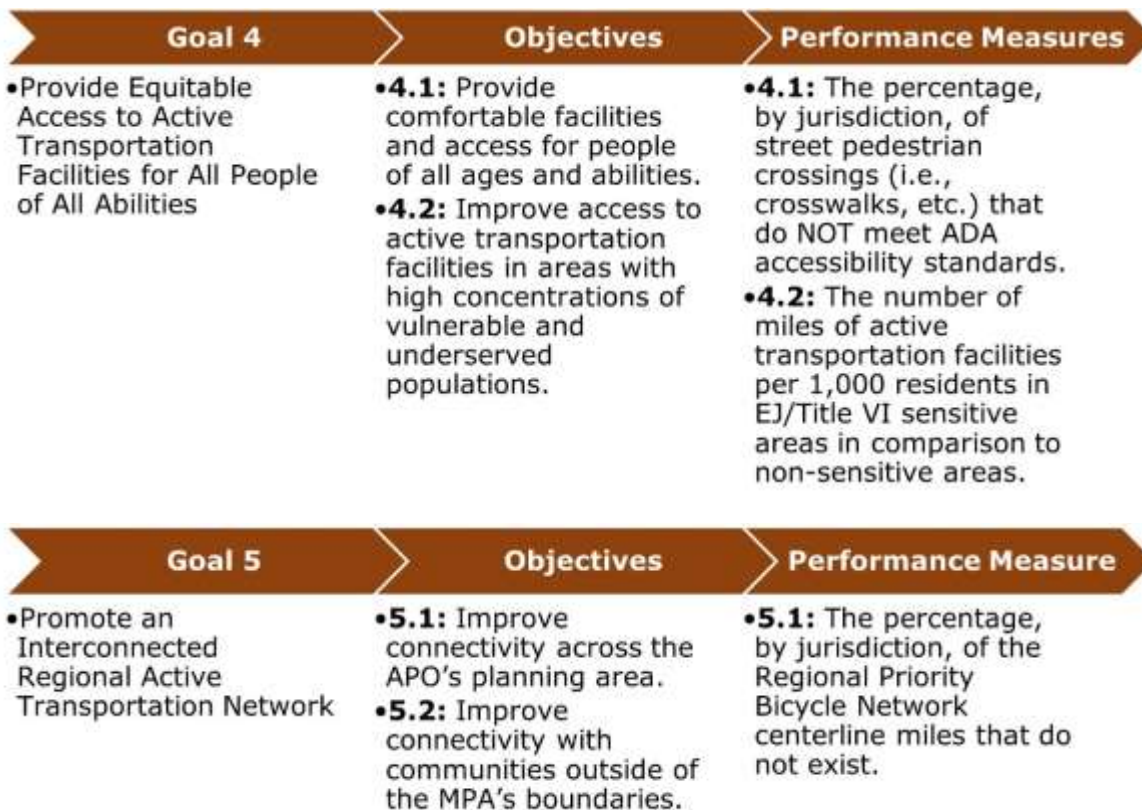 Goal 4
Objectives
Performance Measures
•Provide Equitable
Access to Active
Transportation
Facilities for All People
of All Abilities
•4.1: Provide
comfortable facilities
and access for people
of all ages and abilities.
•4.2: Improve access to
active transportation
facilities in areas with
high concentrations of
vulnerable and
underserved
populations.
•4.1: The percentage,
by jurisdiction, of
street pedestrian
crossings (i.e.,
crosswalks, etc.) that
do NOT meet ADA
accessibility standards.
•4.2: The number of
miles of active
transportation facilities
per 1,000 residents in
EJ/Title VI sensitive
areas in comparison to
non-sensitive areas.
Goal 5
Objectives
Performance Measure
•Promote an
Interconnected
Regional Active
Transportation Network
•5.1: Improve
connectivity across the
APO's planning area.
•5.2: Improve
connectivity with
communities outside of
the MPA's boundaries.
•5.1: The percentage,
by jurisdiction, of the
Regional Priority
Bicycle Network
centerline miles that do
not exist.